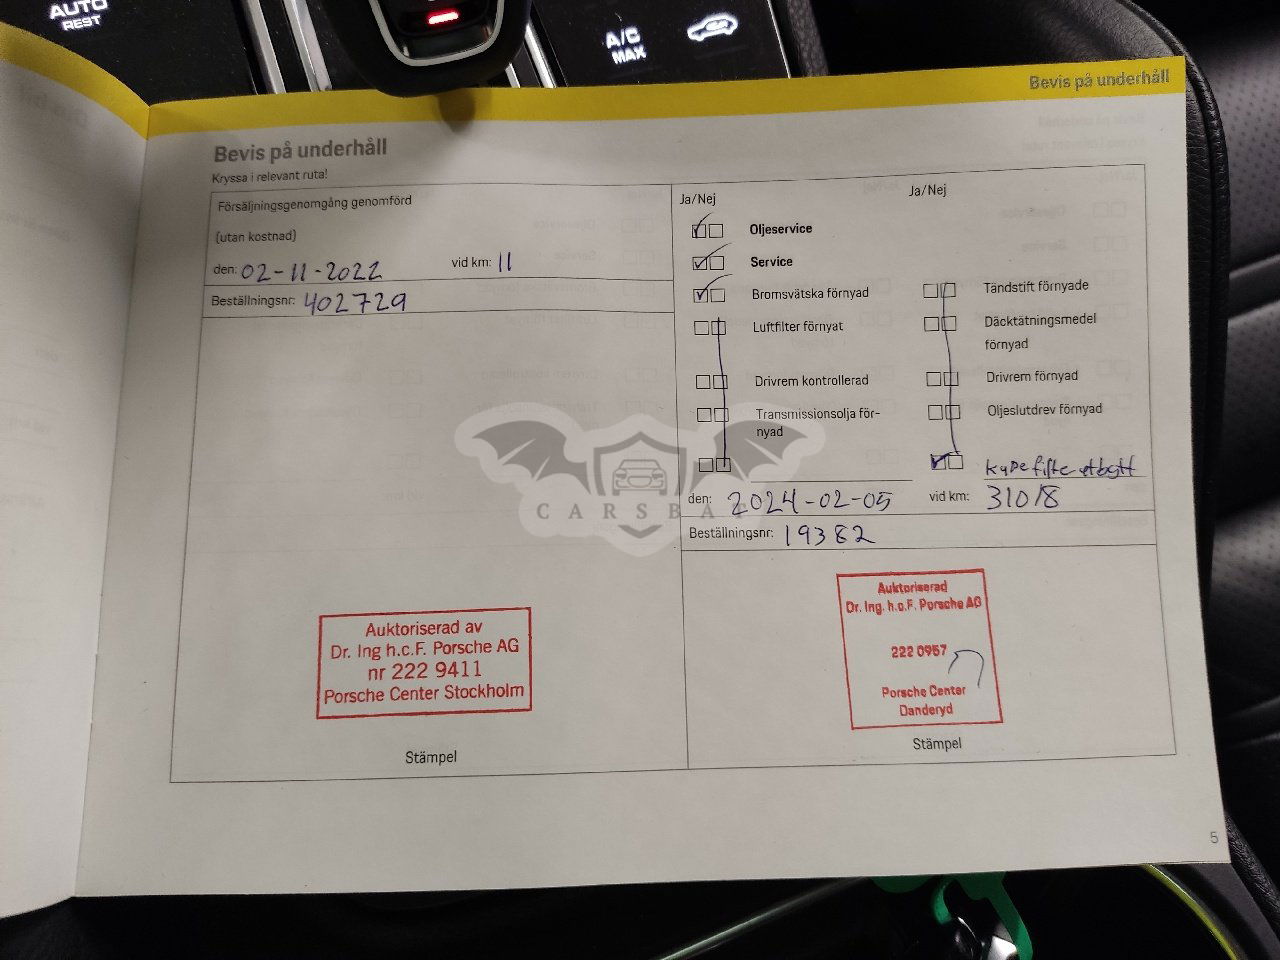 AUTO
REST
A/C
MAX
Bevis på underhåll
Bevis på underhåll
Kryssa i relevant ruta!
Försäljningsgenomgång genomförd
(utan kostnad)
den: 02-11-2022 vid km: 11
Beställningsnr: 402729
Auktoriserad av
Dr. Ing h.c.F. Porsche AG
nr 222 9411
Porsche Center Stockholm
Stämpel
Ja/Nej Ja/Nej
Oljeservice
Service
Bromsvätska förnyad Tändstift förnyade
Luftfilter förnyat Däcktätningsmedel
förnyad
Drivrem kontrollerad Drivrem förnyad
Transmissionsolja för- Oljeslutdrev förnyad
nyad
kupefilter utbytt
den: 2024-02-05 vid km: 31018
Beställningsnr: 19382
Auktoriserad
Dr. Ing. h.c.F. Porsche AG
222 0957
Porsche Center
Danderyd
Stämpel
CARSBA
5